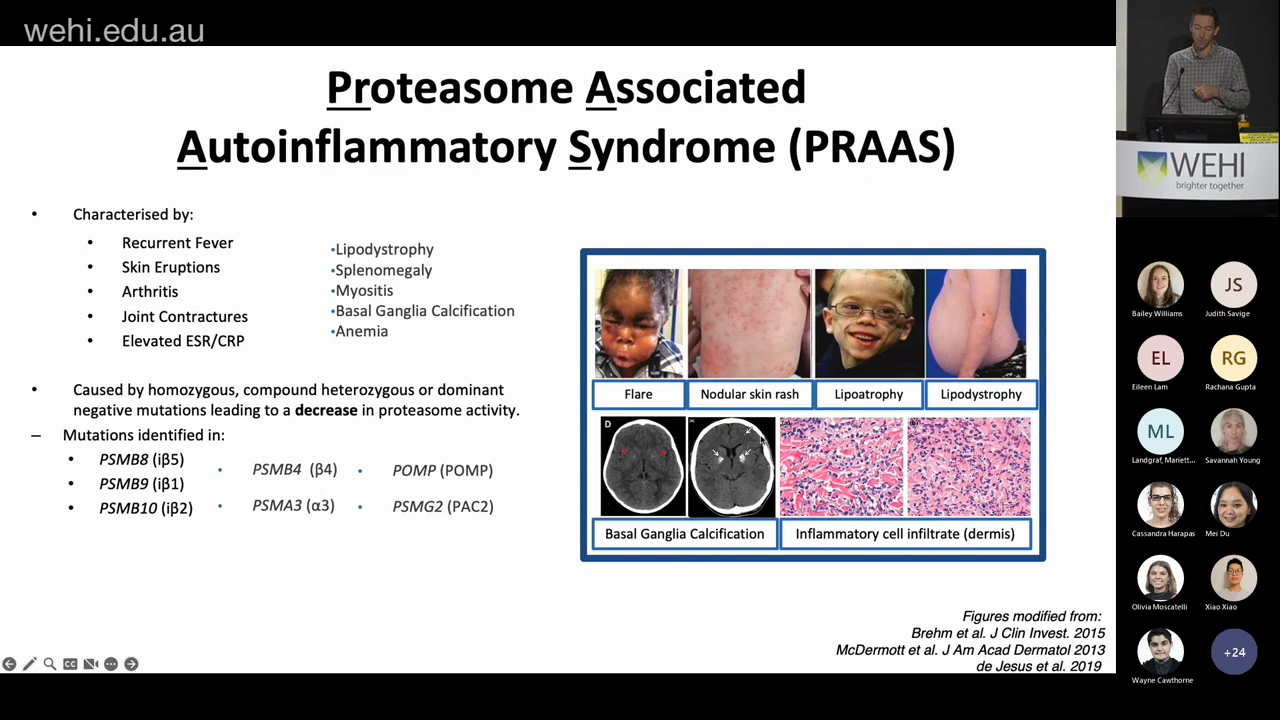 wehi.edu.au
Proteasome Associated
Autoinflammatory Syndrome (PRAAS)
• Characterised by:
• Recurrent Fever
• Skin Eruptions
• Arthritis
• Joint Contractures
• Elevated ESR/CRP
•Lipodystrophy
•Splenomegaly
•Myositis
•Basal Ganglia Calcification
•Anemia
• Caused by homozygous, compound heterozygous or dominant
negative mutations leading to a decrease in proteasome activity.
– Mutations identified in:
• PSMB8 (iβ5)
• PSMB9 (iβ1)
• PSMB10 (iβ2)
• PSMB4 (β4)
• PSMA3 (α3)
• POMP (POMP)
• PSMG2 (PAC2)
Flare
Nodular skin rash
Lipoatrophy
Lipodystrophy
D
Basal Ganglia Calcification
Inflammatory cell infiltrate (dermis)
Figures modified from:
Brehm et al. J Clin Invest. 2015
McDermott et al. J Am Acad Dermatol 2013
de Jesus et al. 2019
CC
WEHI
brighter together
Bailey Williams
JS
Judith Savige
EL
Eileen Lam
RG
Rachana Gupta
ML
Landgraf, Mariett...
Savannah Young
Cassandra Harapas
Mei Du
Olivia Moscatelli
Xiao Xiao
Wayne Cawthorne
+24